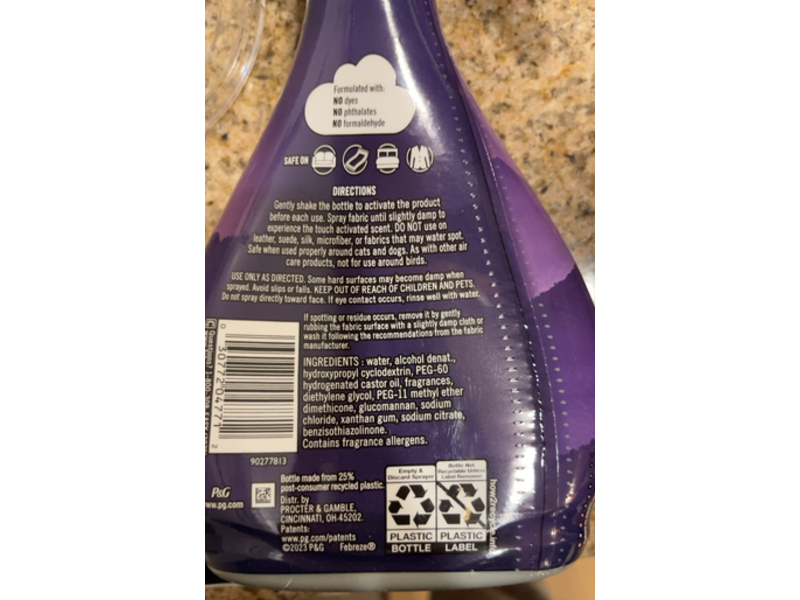 Formulated with:
NO dyes
NO phthalates
NO formaldehyde
SAFE ON
DIRECTIONS
Gently shake the bottle to activate the product
before each use. Spray fabric until slightly damp to
experience the touch activated scent. DO NOT use on
leather, suede, silk, microfiber, or fabrics that may water spot.
Safe when used properly around cats and dogs. As with other air
care products, not for use around birds.
USE ONLY AS DIRECTED. Some hard surfaces may become damp when
sprayed. Avoid slips or falls. KEEP OUT OF REACH OF CHILDREN AND PETS.
Do not spray directly toward face. If eye contact occurs, rinse well with water.
If spotting or residue occurs, remove it by gently
rubbing the fabric surface with a slightly damp cloth or
wash it following the recommendations from the fabric
manufacturer.
INGREDIENTS : water, alcohol denat.,
hydroxypropyl cyclodextrin, PEG-60
hydrogenated castor oil, fragrances,
diethylene glycol, PEG-11 methyl ether
dimethicone, glucomannan, sodium
chloride, xanthan gum, sodium citrate,
benzisothiazolinone.
Contains fragrance allergens.
Questions?
0 30772 04771 2
90277813
P&G
www.pg.com
Bottle made from 25%
post-consumer recycled plastic.
Distr. by
PROCTER & GAMBLE,
CINCINNATI, OH 45202.
Patents:
www.pg.com/patents
©2023 P&G Febreze®
Empty &
Discard Sprayer
PLASTIC
BOTTLE
Bottle Not
Recyclable Unless
Label Removed
PLASTIC
LABEL